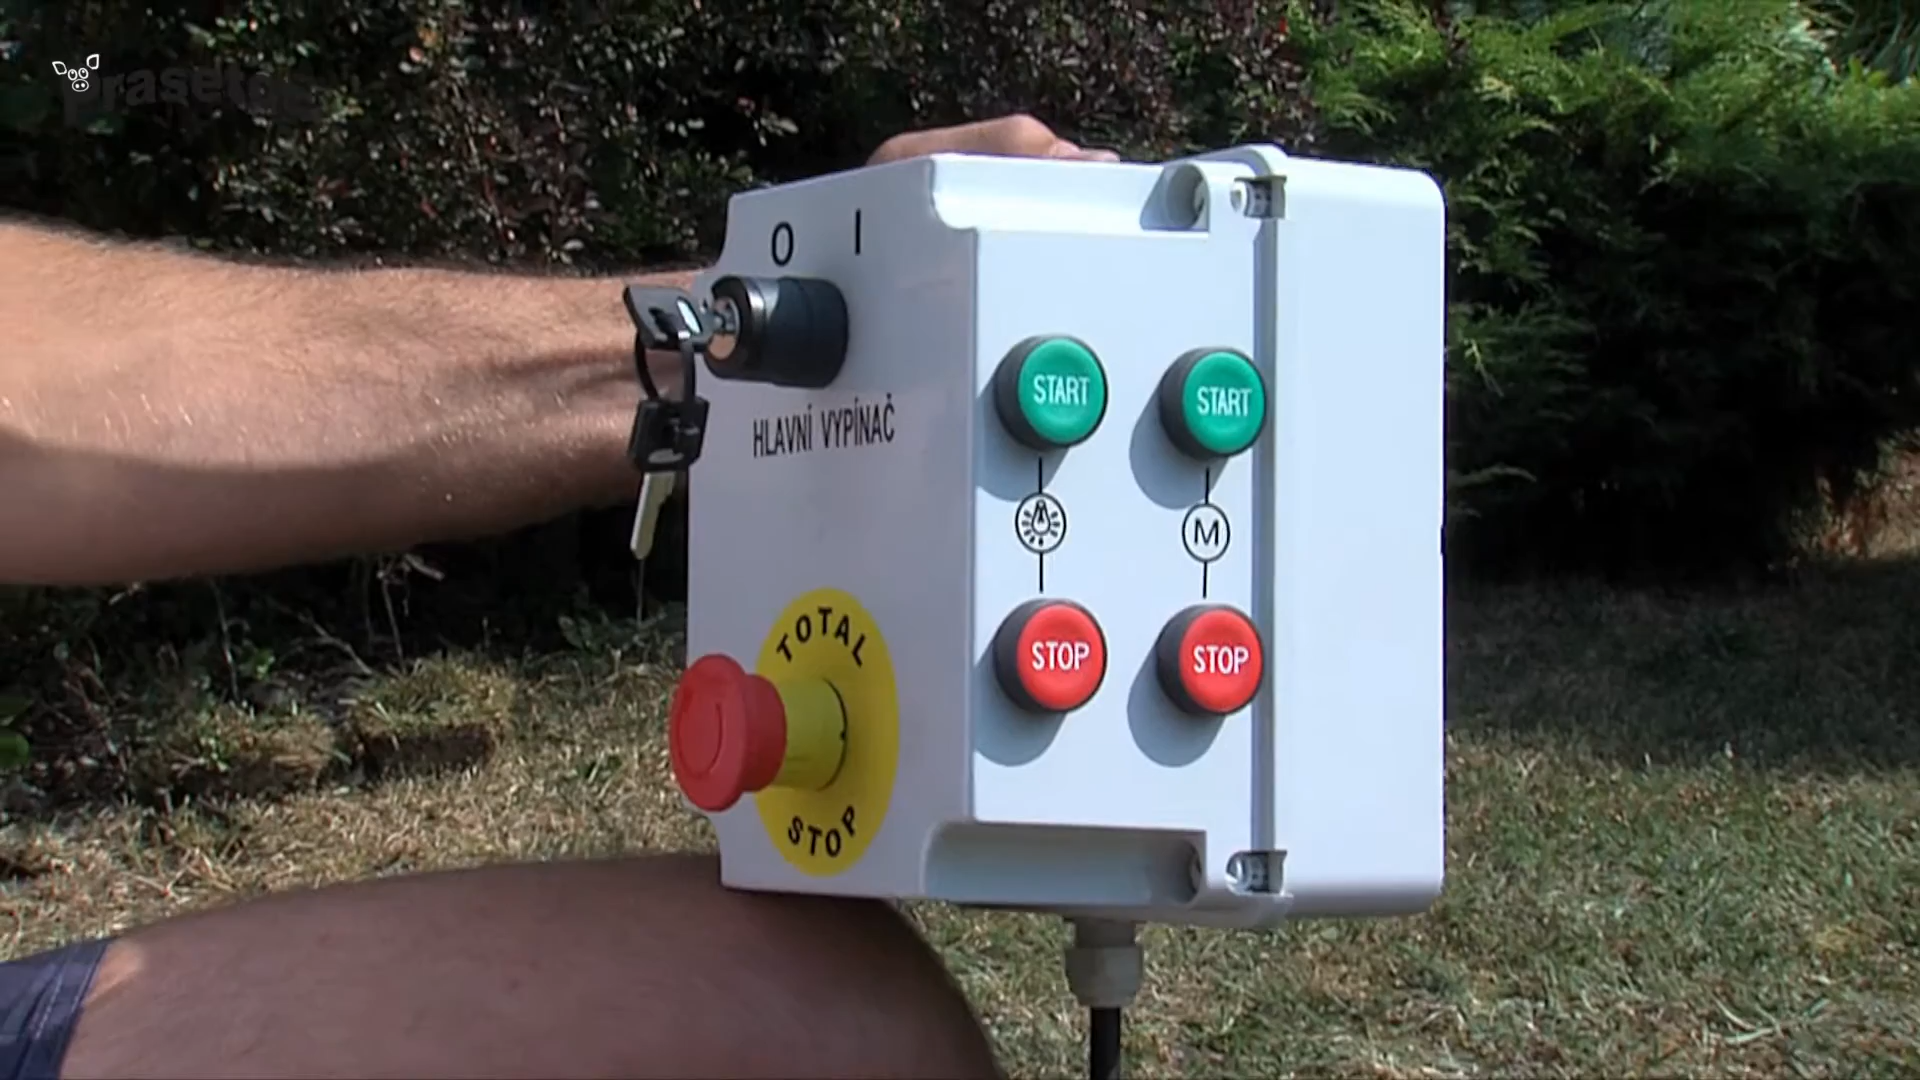 O I
HLAVNÍ VYPÍNAČ
TOTAL
STOP
START START
M
STOP STOP